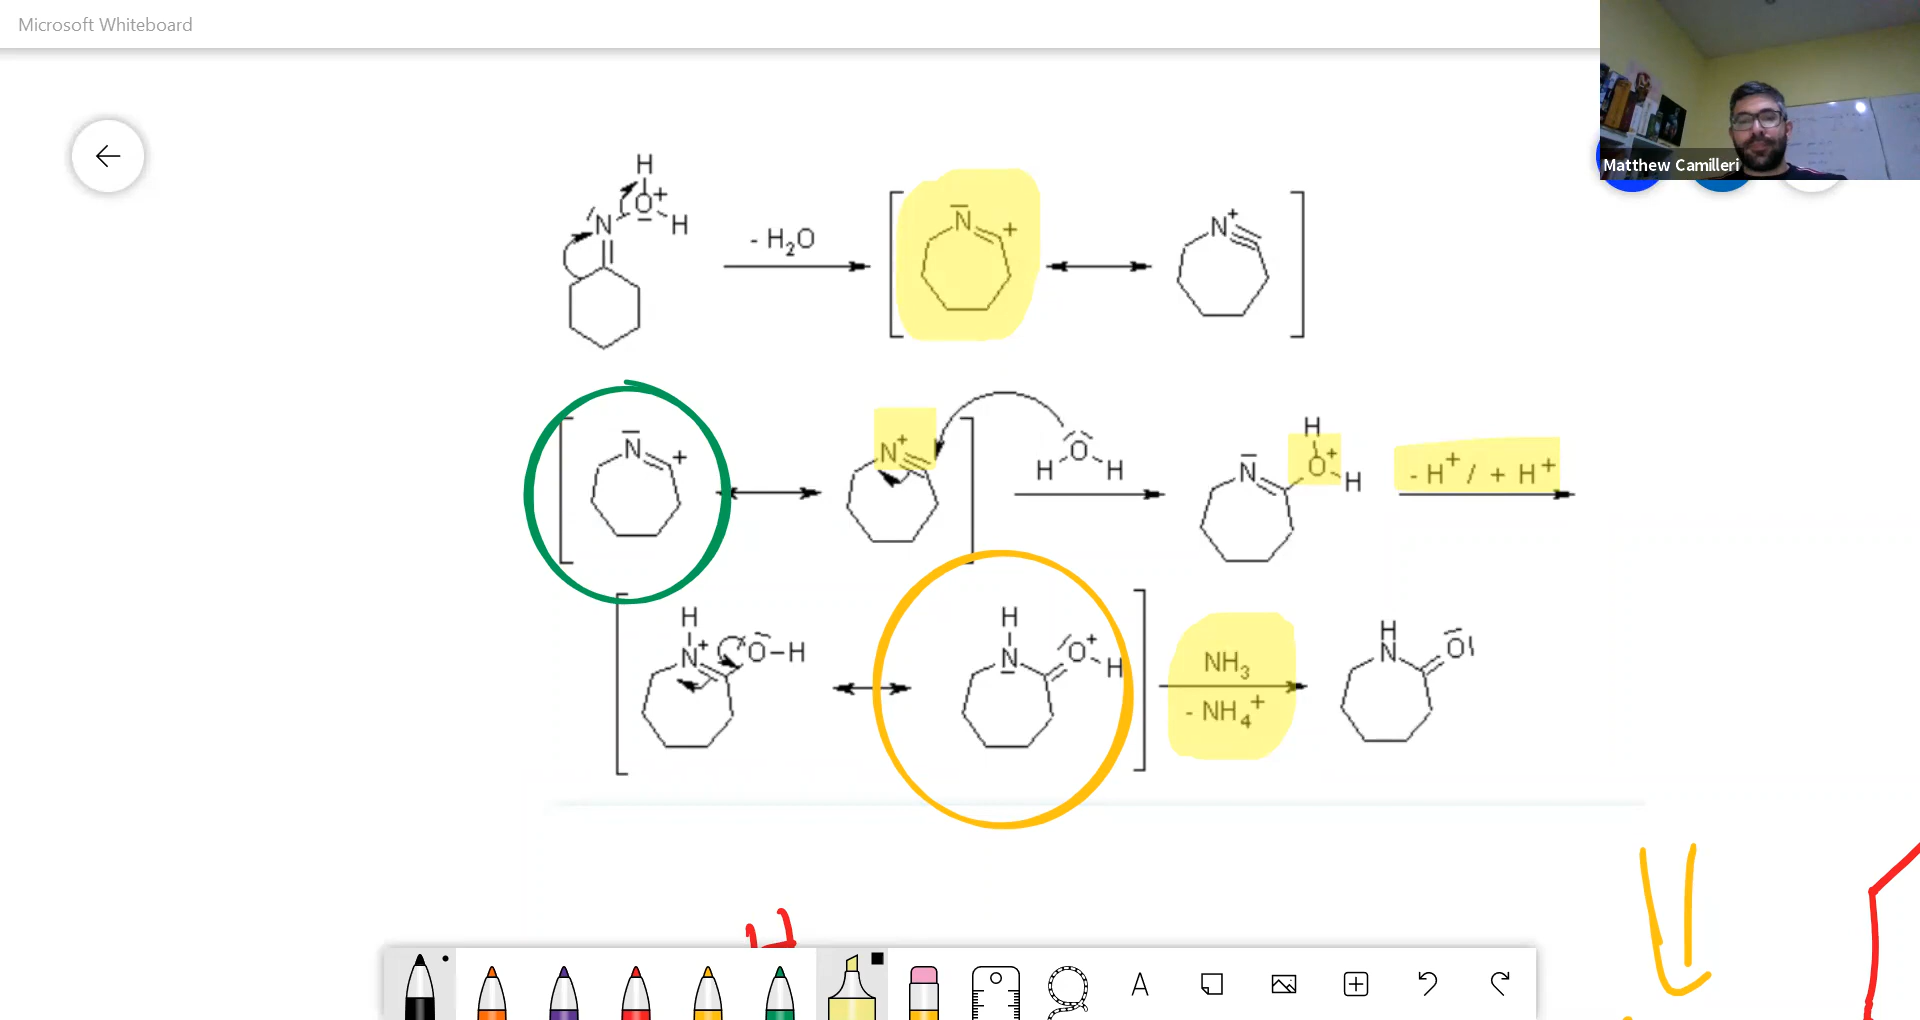 Microsoft Whiteboard
Matthew Camilleri
H
N O+ H
- H2O
N +
N+
N +
N+
H O H
H
N O+ H
- H+ / + H+
H
N+ O-H
H
N O+ H
NH3
- NH4+
H
N O
H
A